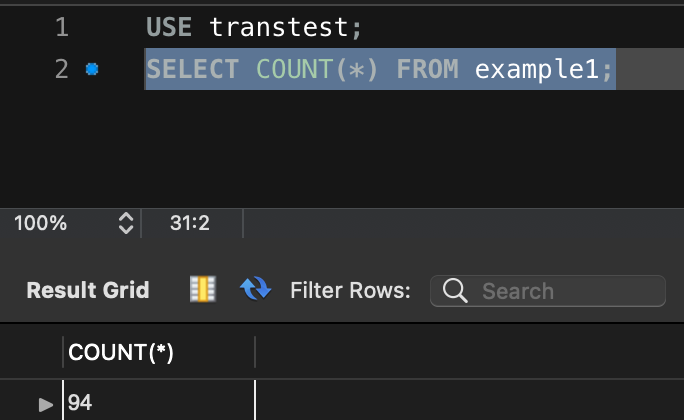 1 USE transtest;
2 SELECT COUNT(*) FROM example1;
100% 31:2
Result Grid Filter Rows: Search
COUNT(*)
94